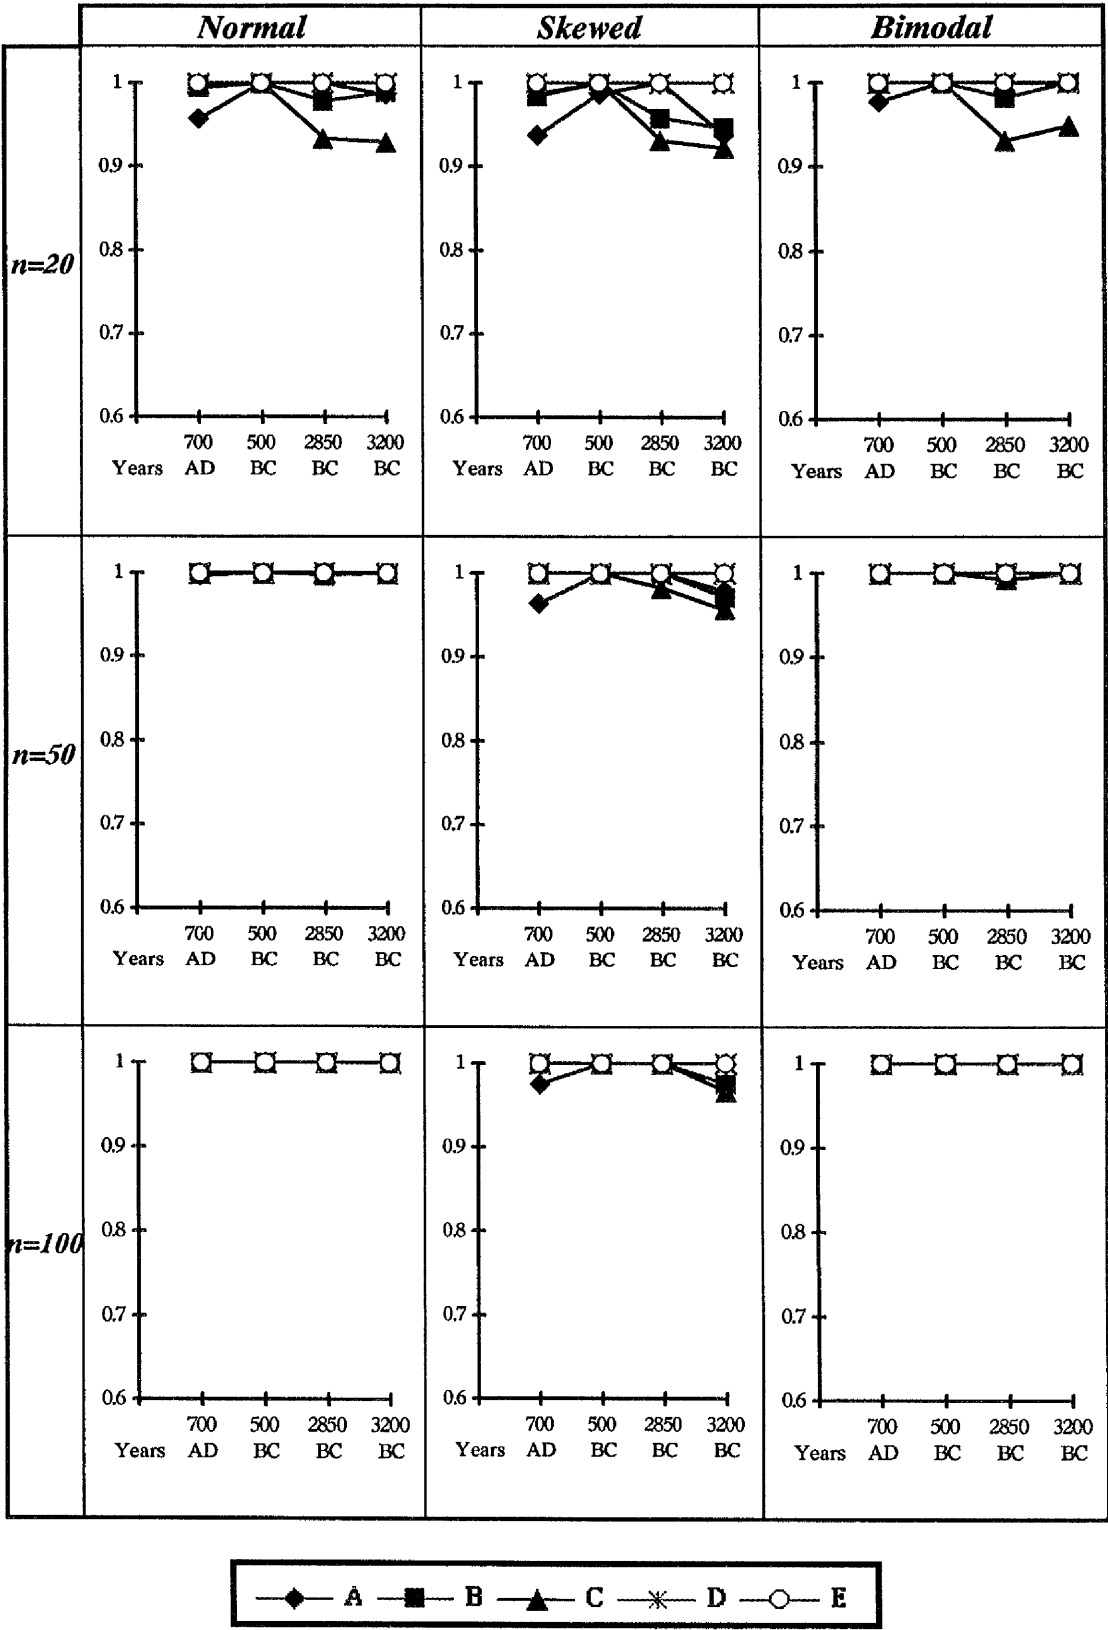 Normal Skewed Bimodal
n=20
1 1 1
0.9 0.9 0.9
0.8 0.8 0.8
0.7 0.7 0.7
0.6 0.6 0.6
700 500 2850 3200 700 500 2850 3200 700 500 2850 3200
Years AD BC BC BC Years AD BC BC BC Years AD BC BC BC
n=50
1 1 1
0.9 0.9 0.9
0.8 0.8 0.8
0.7 0.7 0.7
0.6 0.6 0.6
700 500 2850 3200 700 500 2850 3200 700 500 2850 3200
Years AD BC BC BC Years AD BC BC BC Years AD BC BC BC
n=100
1 1 1
0.9 0.9 0.9
0.8 0.8 0.8
0.7 0.7 0.7
0.6 0.6 0.6
700 500 2850 3200 700 500 2850 3200 700 500 2850 3200
Years AD BC BC BC Years AD BC BC BC Years AD BC BC BC
A B C D E